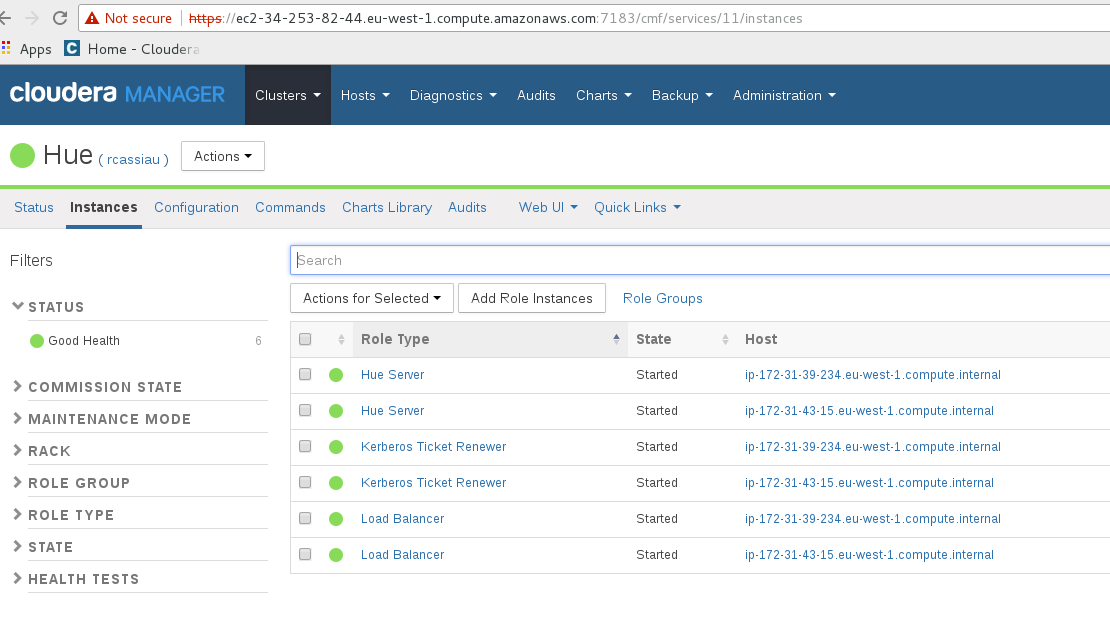 Not secure https://ec2-34-253-82-44.eu-west-1.compute.amazonaws.com:7183/cmf/services/11/instances
Apps C Home - Cloudera
cloudera MANAGER Clusters Hosts Diagnostics Audits Charts Backup Administration
Hue ( rcassiau ) Actions
Status Instances Configuration Commands Charts Library Audits Web UI Quick Links
Filters
Search
STATUS
Good Health 6
COMMISSION STATE
MAINTENANCE MODE
RACK
ROLE GROUP
ROLE TYPE
STATE
HEALTH TESTS
Actions for Selected Add Role Instances Role Groups
Role Type State Host
Hue Server Started ip-172-31-39-234.eu-west-1.compute.internal
Hue Server Started ip-172-31-43-15.eu-west-1.compute.internal
Kerberos Ticket Renewer Started ip-172-31-39-234.eu-west-1.compute.internal
Kerberos Ticket Renewer Started ip-172-31-43-15.eu-west-1.compute.internal
Load Balancer Started ip-172-31-39-234.eu-west-1.compute.internal
Load Balancer Started ip-172-31-43-15.eu-west-1.compute.internal